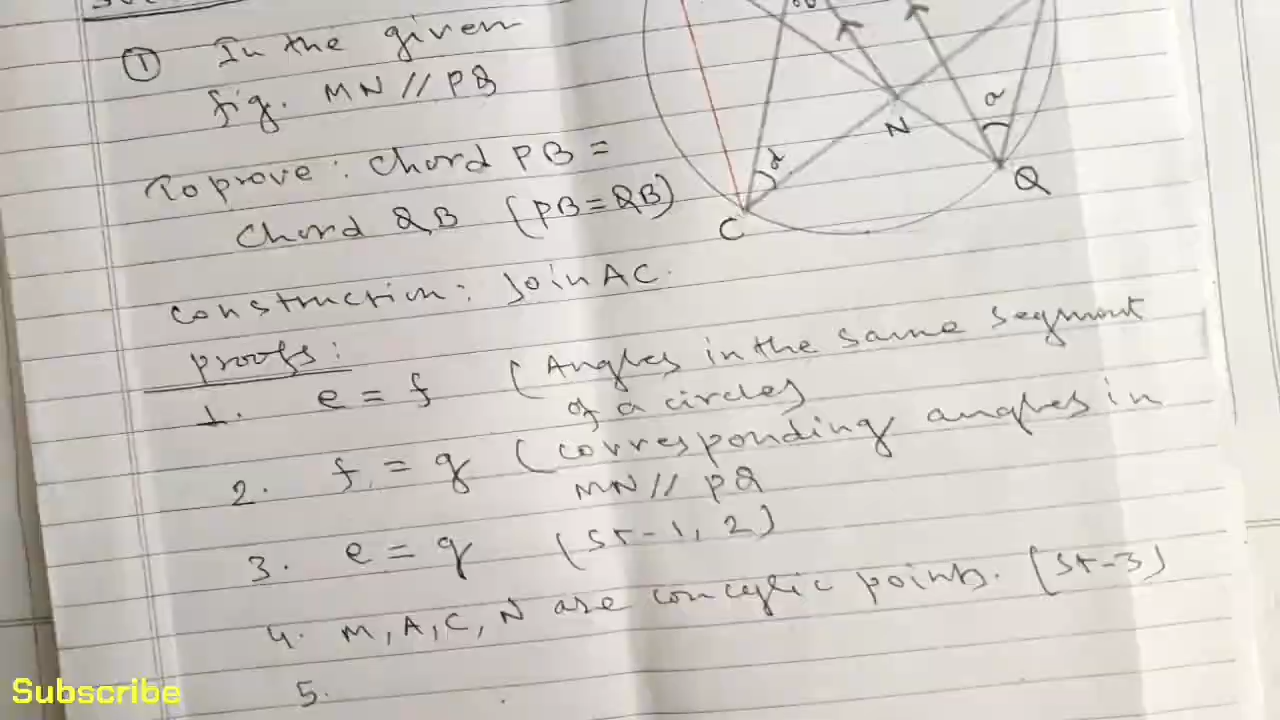 ① In the given
fig. MN // PQ
To prove : Chord PB =
Chord QB (PB = QB)
construction : Join AC.
proofs :
1. e = f (Angles in the same segment
of a circles)
2. f = g (corresponding angles in
MN // PQ
3. e = g (St-1, 2)
4. M, A, C, N are concyclic points. (St-3)
5.
N
Q
C
Subscribe